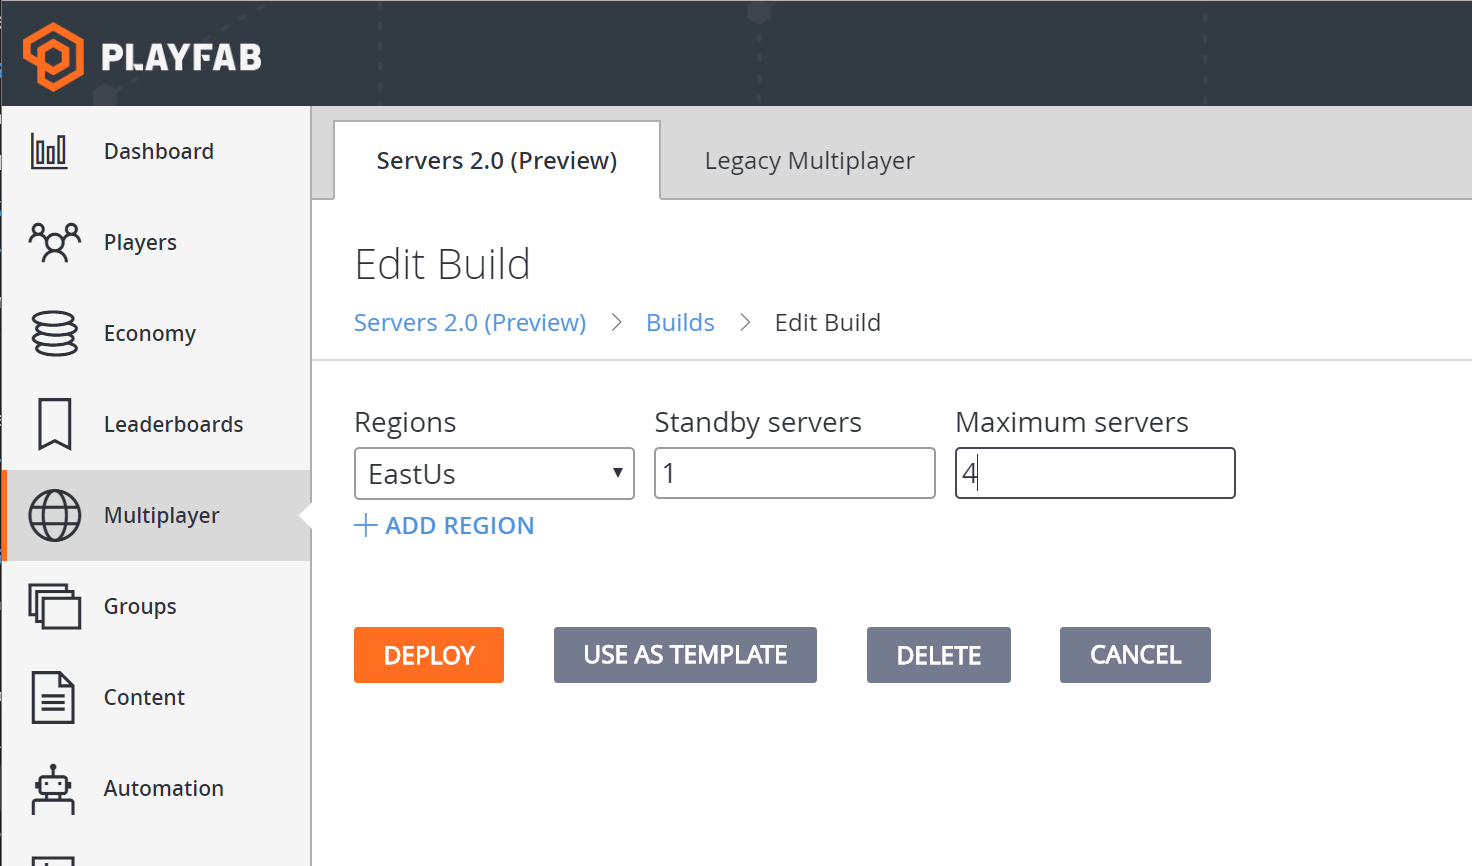 PLAYFAB
Dashboard
Players
Economy
Leaderboards
Multiplayer
Groups
Content
Automation
Servers 2.0 (Preview)
Legacy Multiplayer
Edit Build
Servers 2.0 (Preview) > Builds > Edit Build
Regions Standby servers Maximum servers
EastUs 1 4
+ ADD REGION
DEPLOY USE AS TEMPLATE DELETE CANCEL